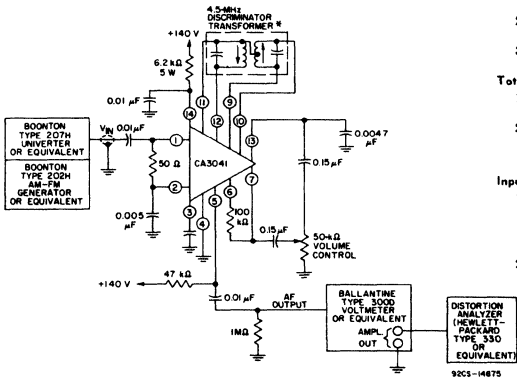 4.5-MHz
DISCRIMINATOR
TRANSFORMER *
+140 V
6.2 kΩ
5 W
0.01 μF
11
12
9
10
14
13
0.0047
μF
BOONTON
TYPE 207H
UNIVERTER
OR EQUIVALENT
BOONTON
TYPE 202H
AM-FM
GENERATOR
OR EQUIVALENT
VIN
0.01 μF
1
50 Ω
2
CA3041
7
3
4
5
6
0.005
μF
100
kΩ
0.15 μF
0.15 μF
50-kΩ
VOLUME
CONTROL
+140 V
47 kΩ
0.01 μF
AF
OUTPUT
1MΩ
BALLANTINE
TYPE 300D
VOLTMETER
OR EQUIVALENT
AMPL.
OUT
DISTORTION
ANALYZER
(HEWLETT-
PACKARD
TYPE 330
OR
EQUIVALENT)
92CS-14675
Tot
Inpu